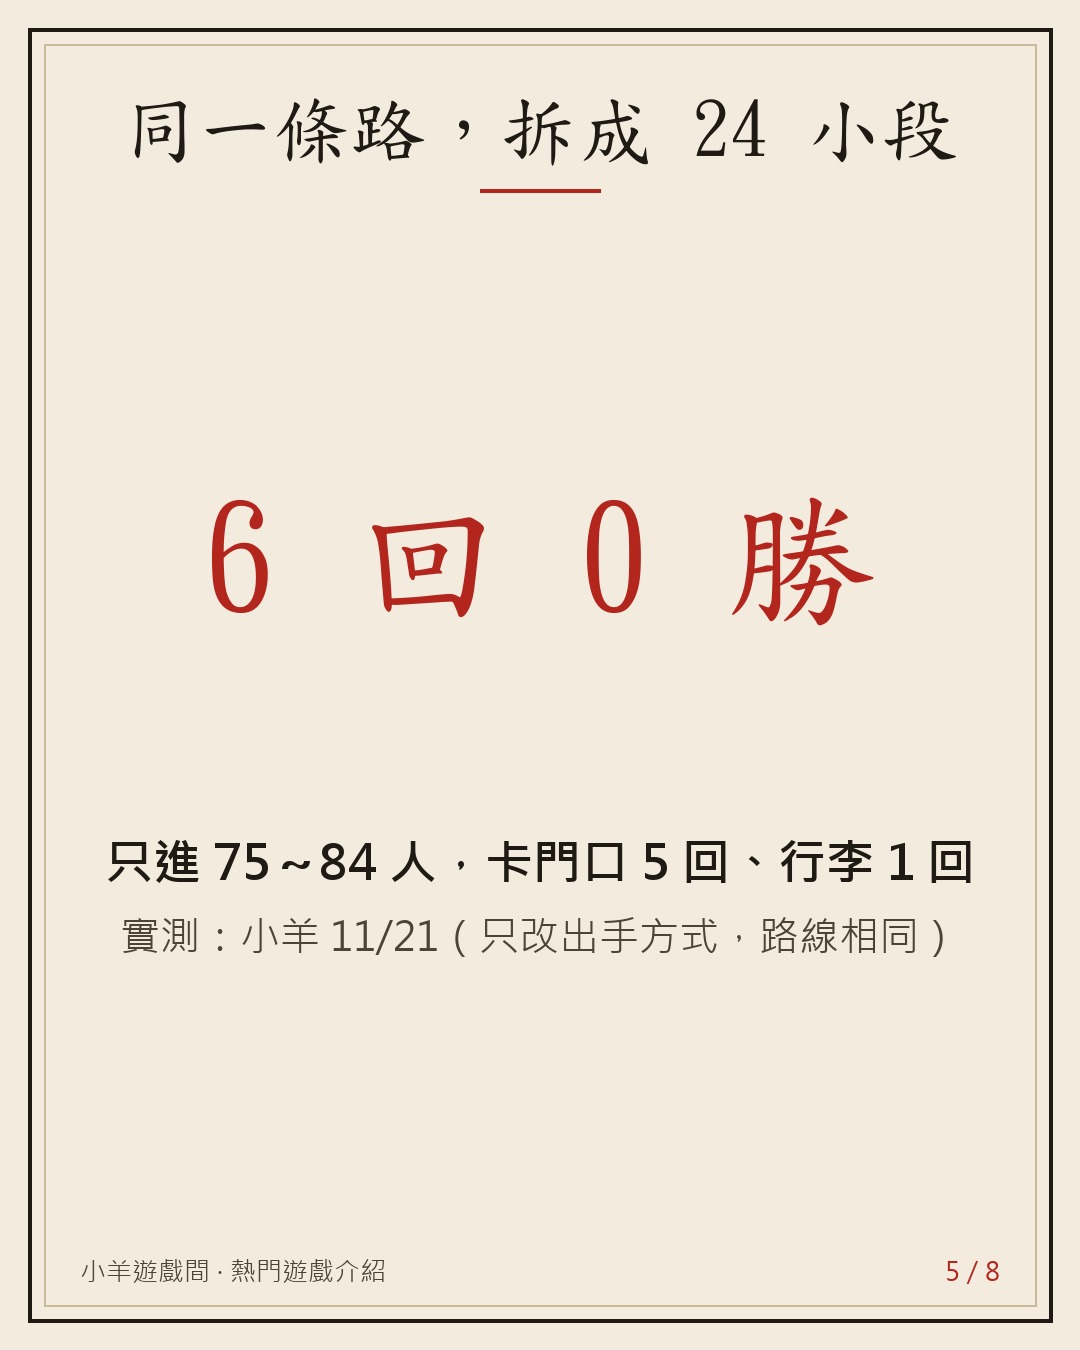 同一條路，拆成 24 小段
6 回 0 勝
只進 75～84 人，卡門口 5 回、行李 1 回
實測：小羊 11/21（只改出手方式，路線相同）
小羊遊戲間 · 熱門遊戲介紹
5 / 8